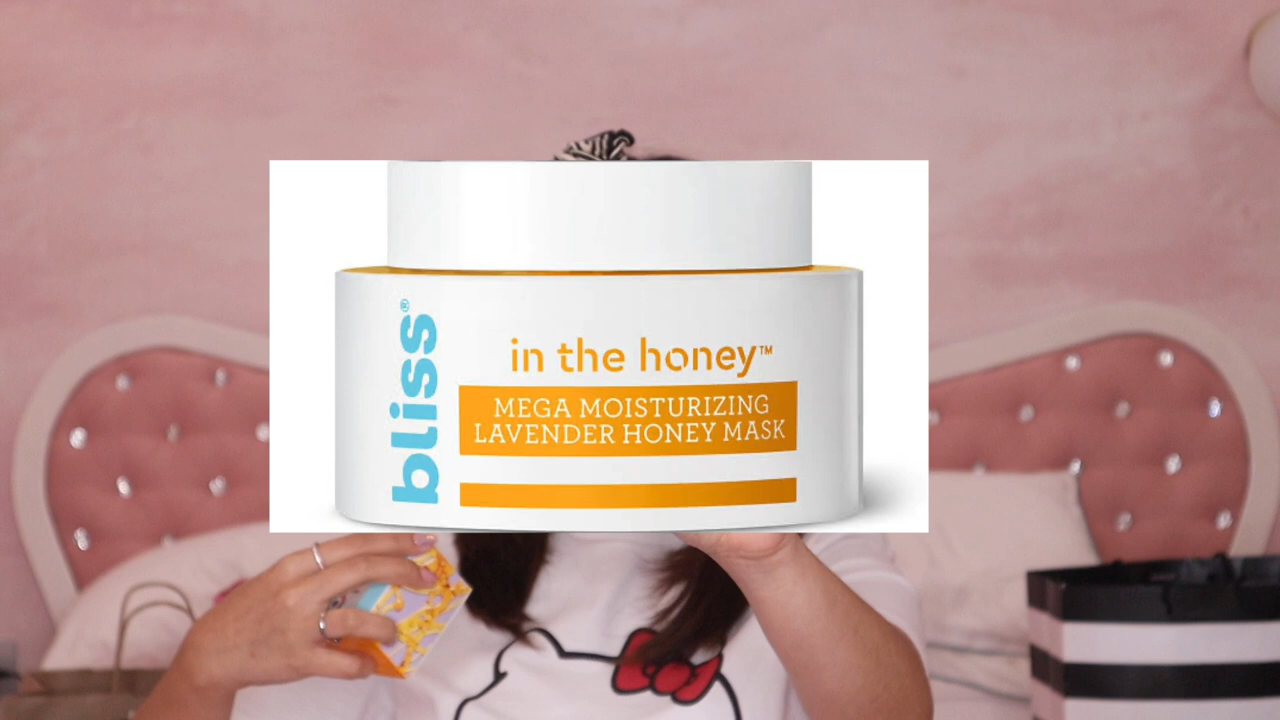 bliss®
in the honey™
MEGA MOISTURIZING
LAVENDER HONEY MASK